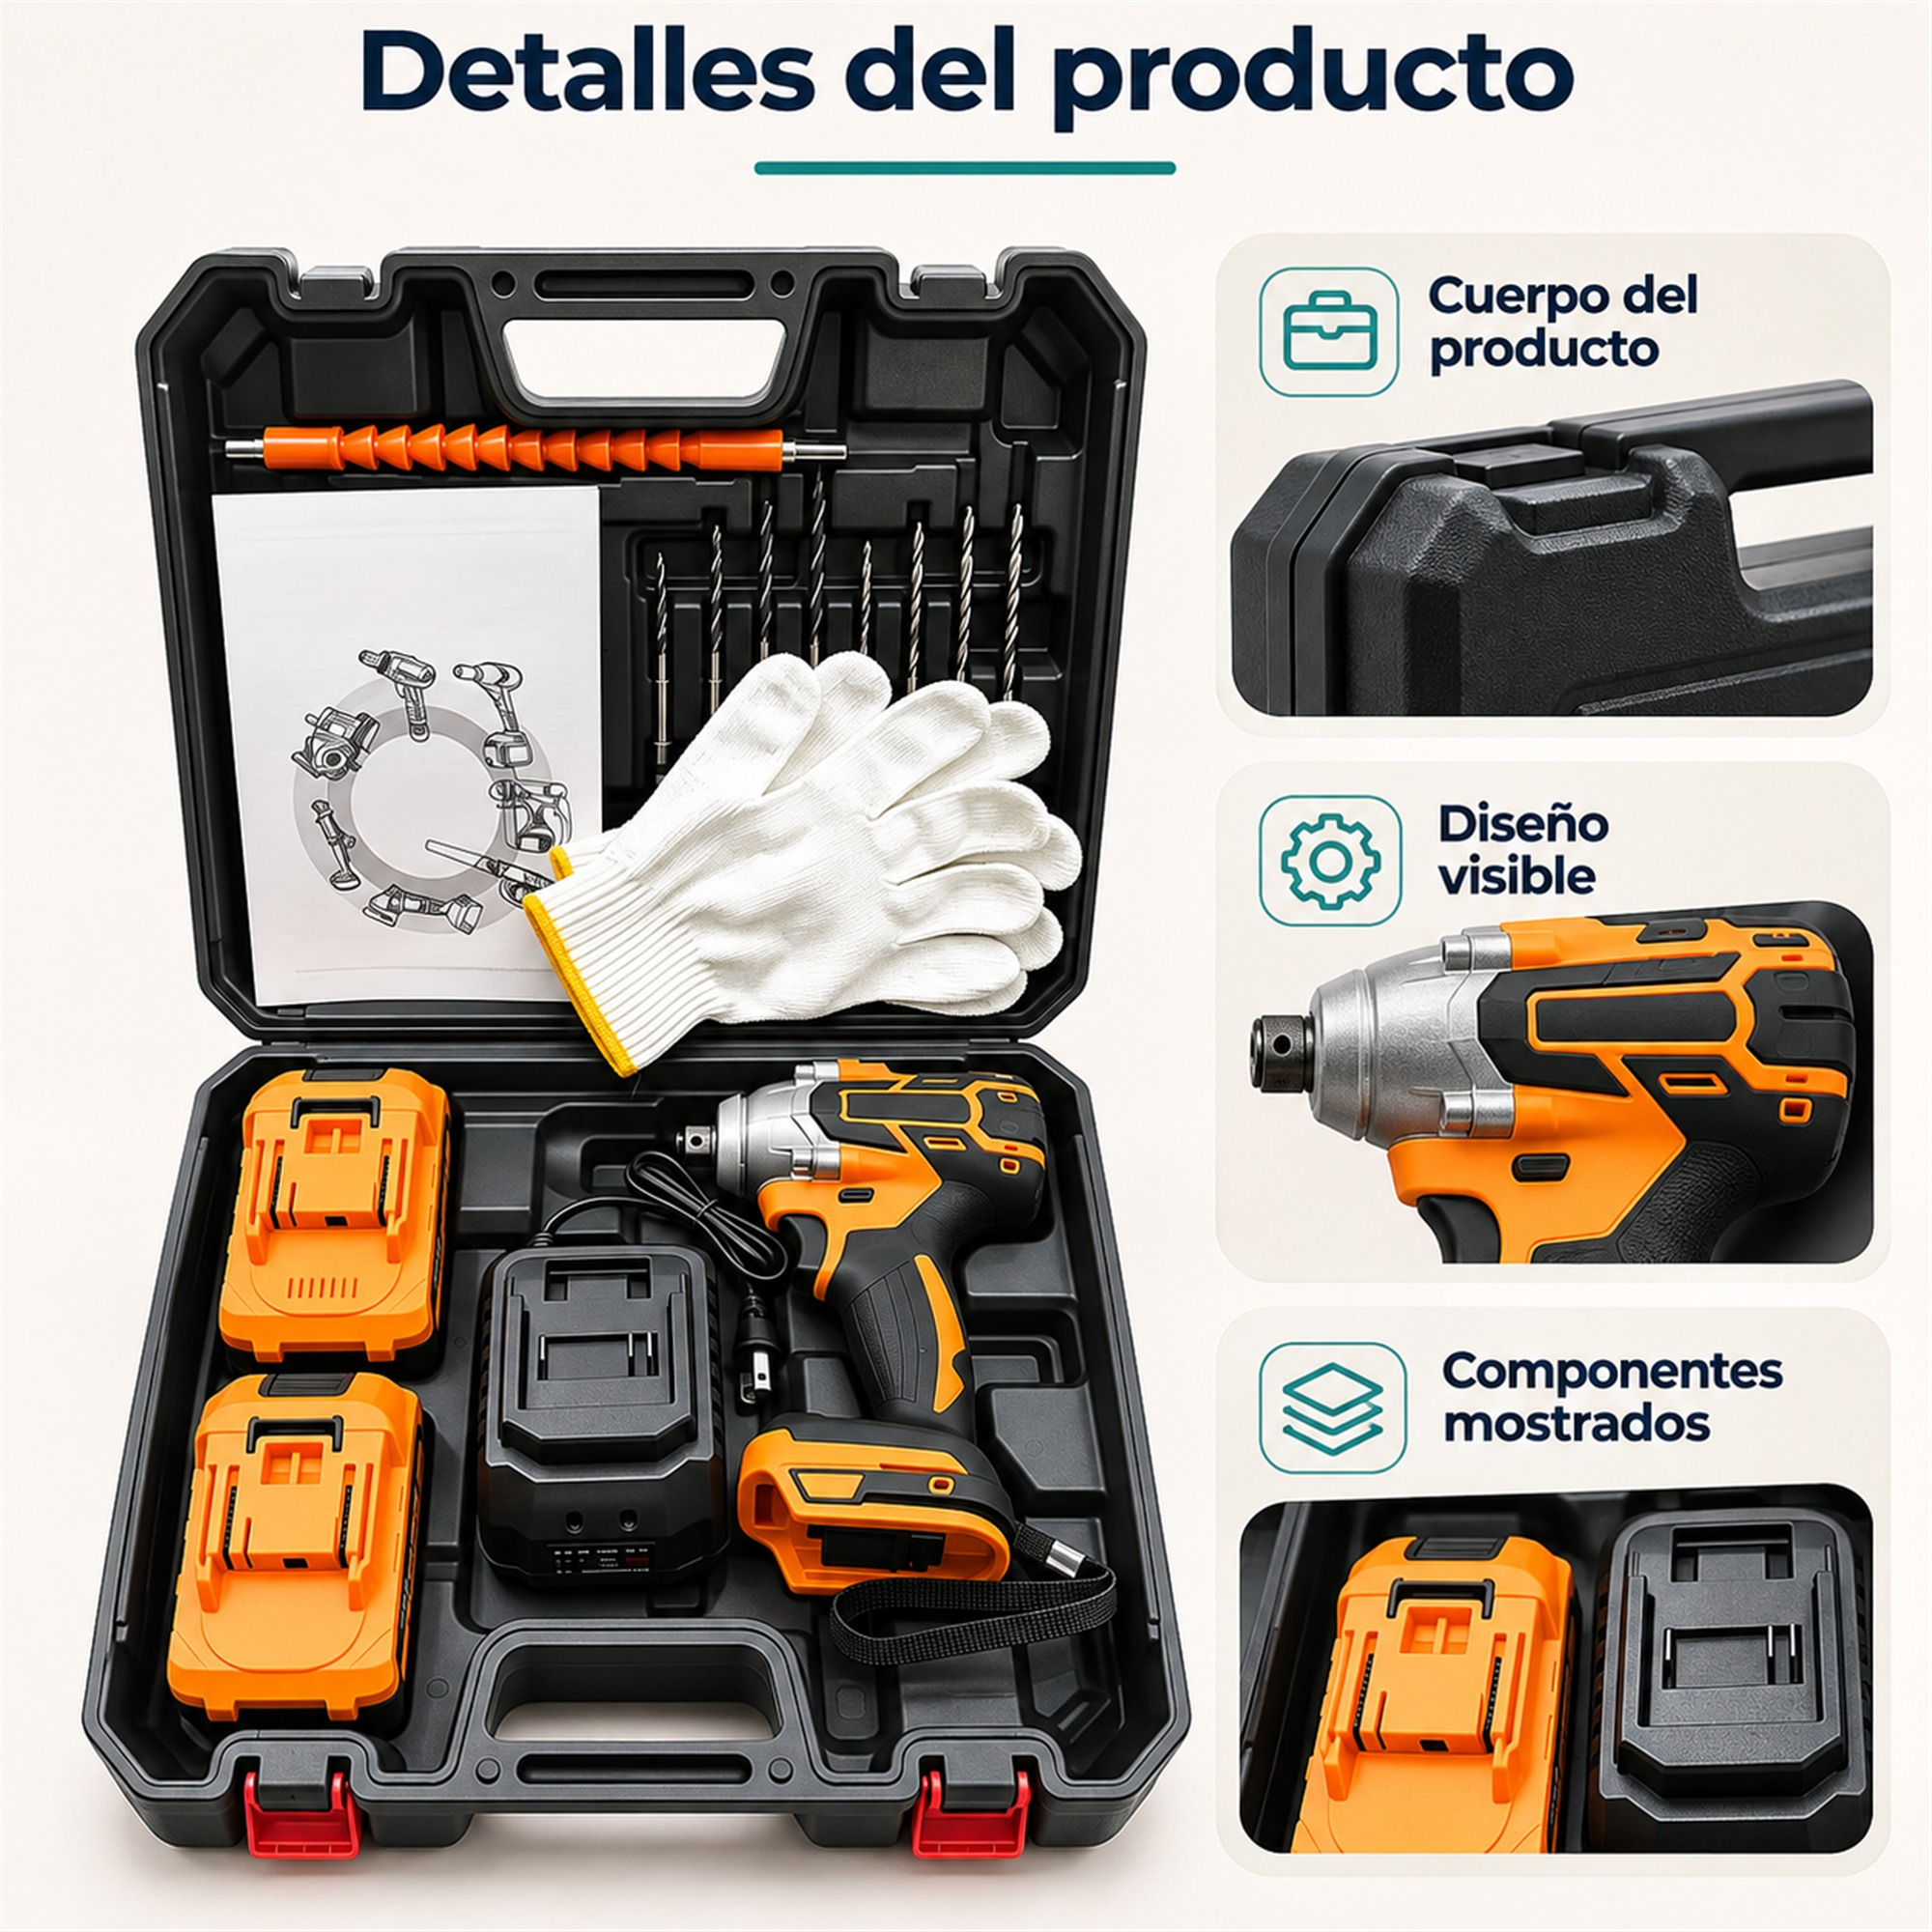 Detalles del producto
Cuerpo del
producto
Diseño
visible
Componentes
mostrados